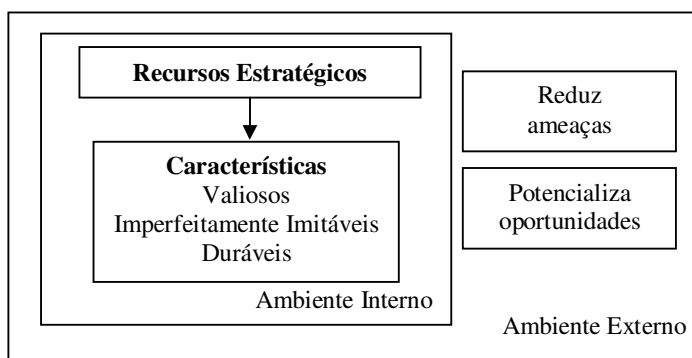 Recursos Estratégicos
Características
Valiosos
Imperfeitamente Imitáveis
Duráveis
Ambiente Interno
Reduz
ameaças
Potencializa
oportunidades
Ambiente Externo